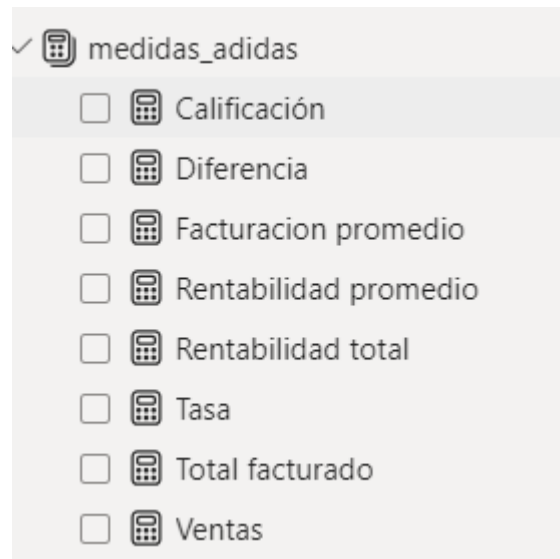 medidas_adidas
Calificación
Diferencia
Facturacion promedio
Rentabilidad promedio
Rentabilidad total
Tasa
Total facturado
Ventas